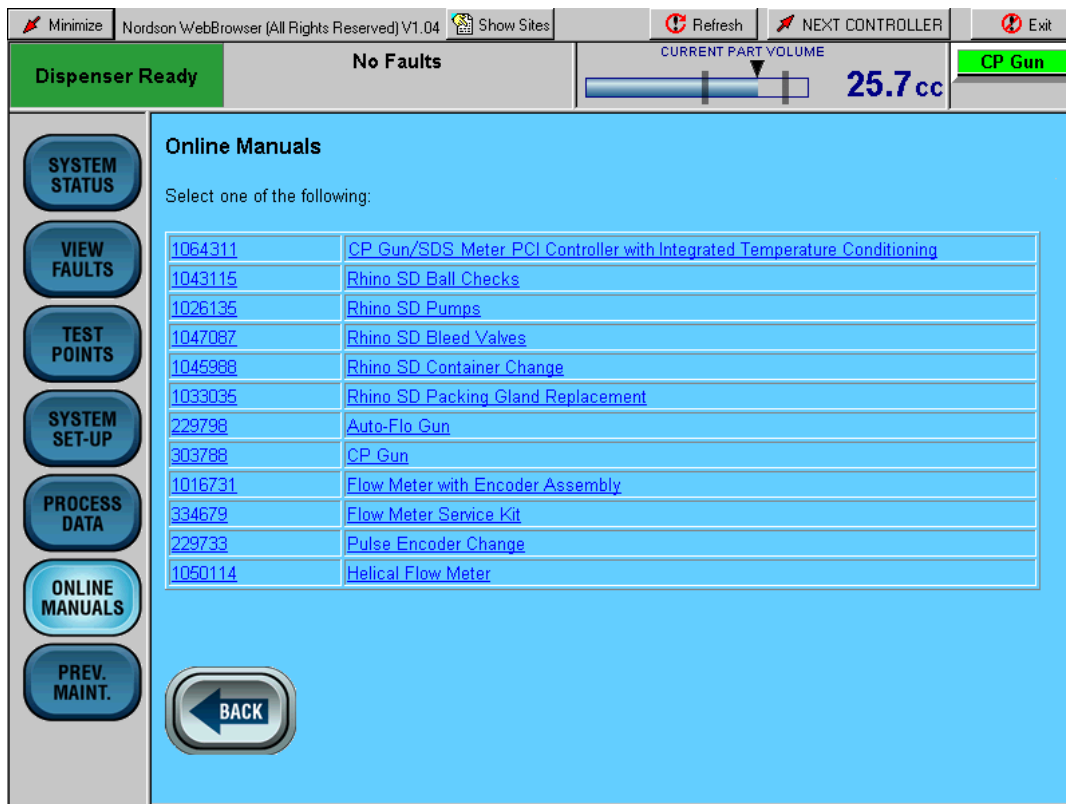 Minimize Nordson WebBrowser (All Rights Reserved) V1.04 Show Sites Refresh NEXT CONTROLLER Exit
Dispenser Ready
No Faults
CURRENT PART VOLUME
25.7 cc
CP Gun
SYSTEM
STATUS
VIEW
FAULTS
TEST
POINTS
SYSTEM
SET-UP
PROCESS
DATA
ONLINE
MANUALS
PREV.
MAINT.
Online Manuals
Select one of the following:
1064311 CP Gun/SDS Meter PCI Controller with Integrated Temperature Conditioning
1043115 Rhino SD Ball Checks
1026135 Rhino SD Pumps
1047087 Rhino SD Bleed Valves
1045988 Rhino SD Container Change
1033035 Rhino SD Packing Gland Replacement
229798 Auto-Flo Gun
303788 CP Gun
1016731 Flow Meter with Encoder Assembly
334679 Flow Meter Service Kit
229733 Pulse Encoder Change
1050114 Helical Flow Meter
BACK